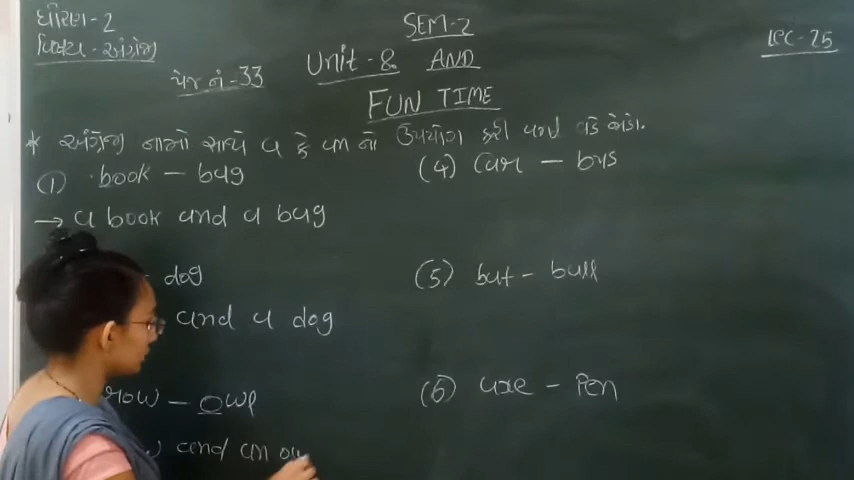 ધોરણ-2
SEM-2
LEC-25
વિષય-અંગ્રેજી
Unit-8 AND
પેજ નં-33
FUN TIME
* અંગ્રેજી નામો સાથે a કે an નો ઉપયોગ કરી and વડે જોડો.
(1) book - bag
(4) Car - bus
→ a book and a bag
- dog
(5) bat - ball
and a dog
- owl
(6) axe - Pen
and an ow